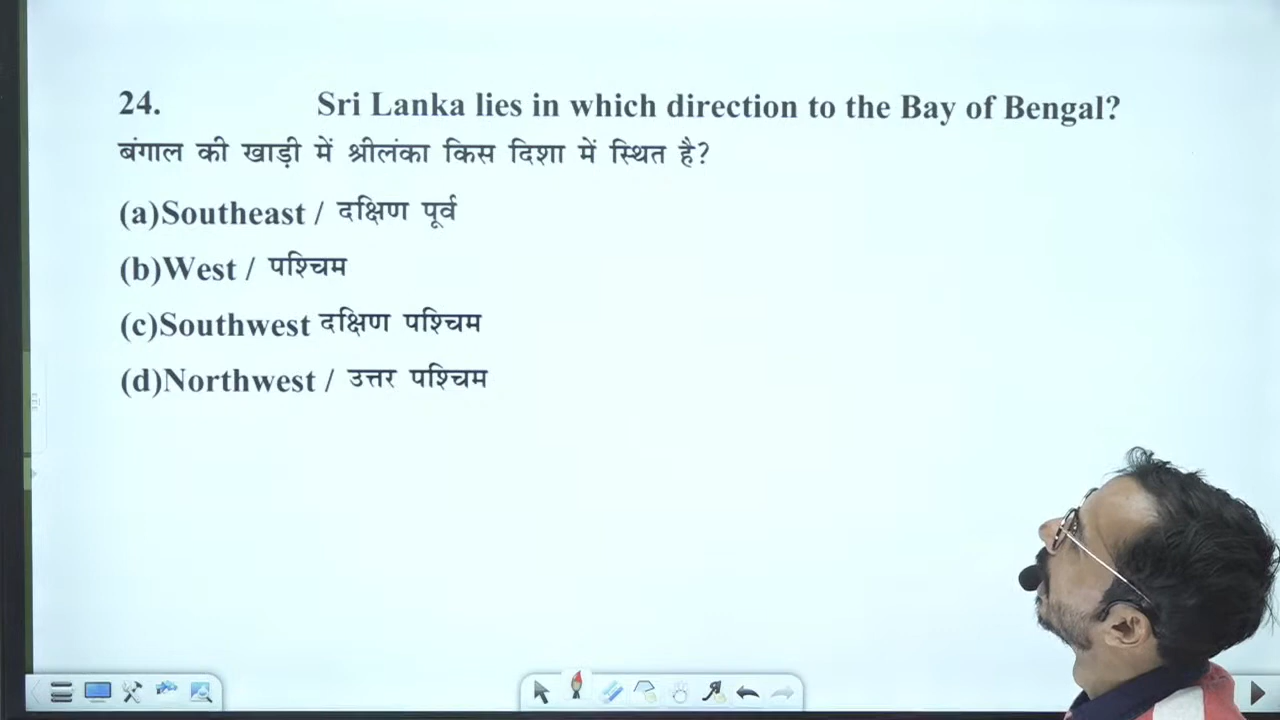 24. Sri Lanka lies in which direction to the Bay of Bengal?
बंगाल की खाड़ी में श्रीलंका किस दिशा में स्थित है?
(a)Southeast / दक्षिण पूर्व
(b)West / पश्चिम
(c)Southwest दक्षिण पश्चिम
(d)Northwest / उत्तर पश्चिम